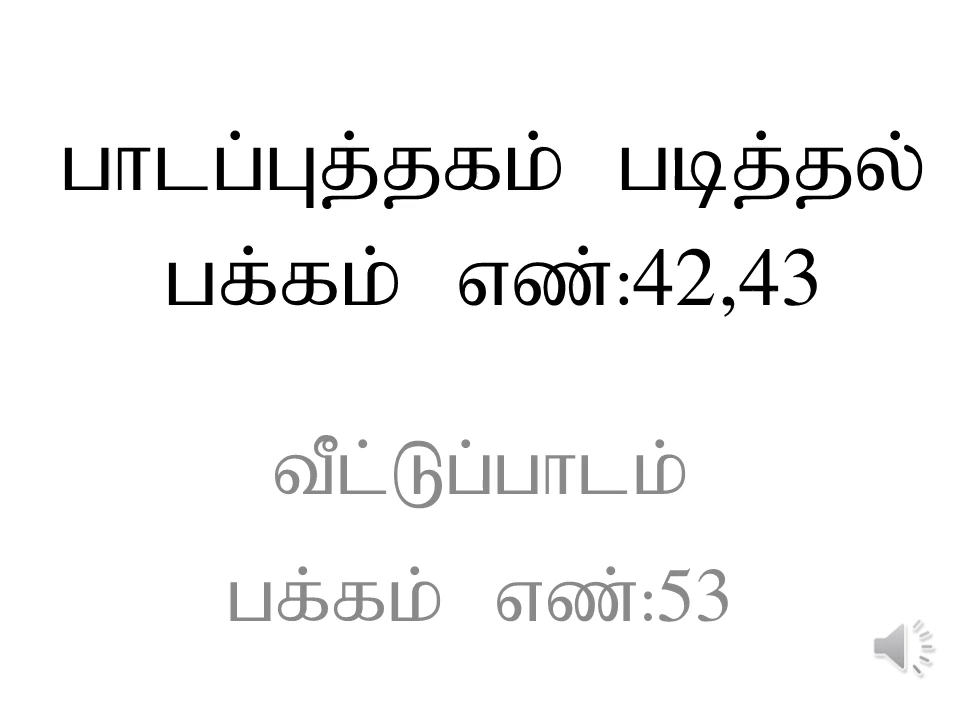 பாடப்புத்தகம் படித்தல்
பக்கம் எண்:42,43
வீட்டுப்பாடம்
பக்கம் எண்:53